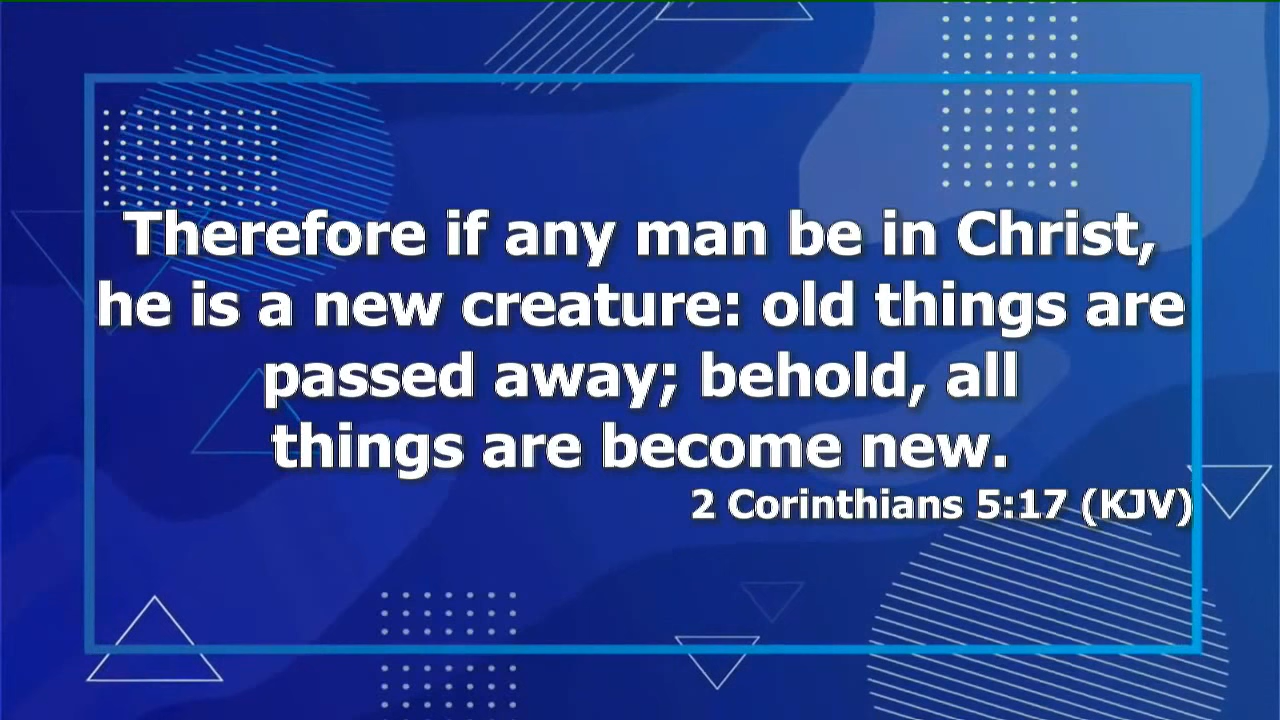 Therefore if any man be in Christ,
he is a new creature: old things are
passed away; behold, all
things are become new.
2 Corinthians 5:17 (KJV)